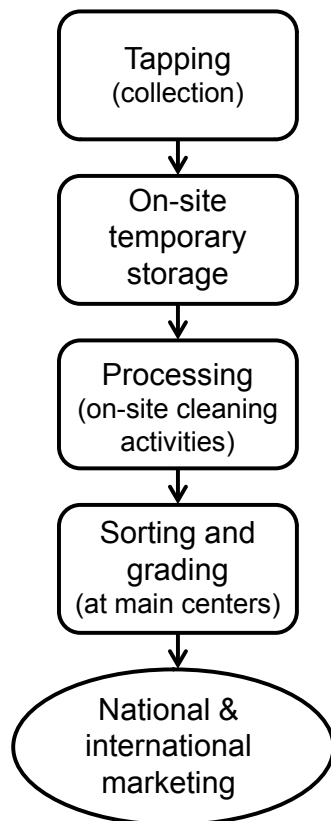 Tapping
(collection)
On-site
temporary
storage
Processing
(on-site cleaning
activities)
Sorting and
grading
(at main centers)
National &
international
marketing